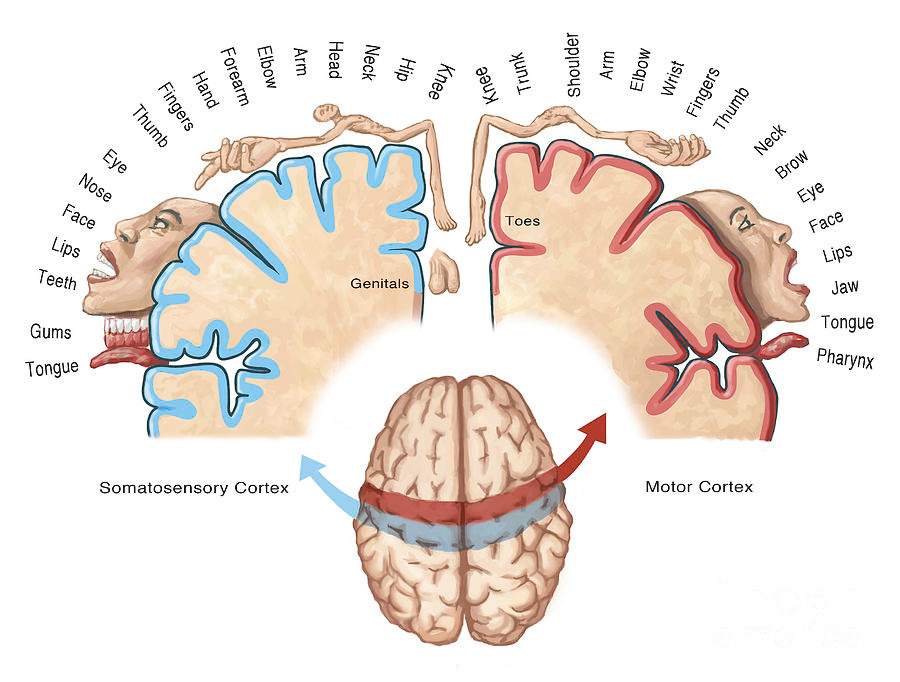 Tongue
Gums
Teeth
Lips
Face
Nose
Eye
Thumb
Fingers
Hand
Forearm
Elbow
Arm
Head
Neck
Hip
Knee
Genitals
Knee
Trunk
Shoulder
Arm
Elbow
Wrist
Fingers
Thumb
Neck
Brow
Eye
Face
Lips
Jaw
Tongue
Pharynx
Toes
Somatosensory Cortex
Motor Cortex